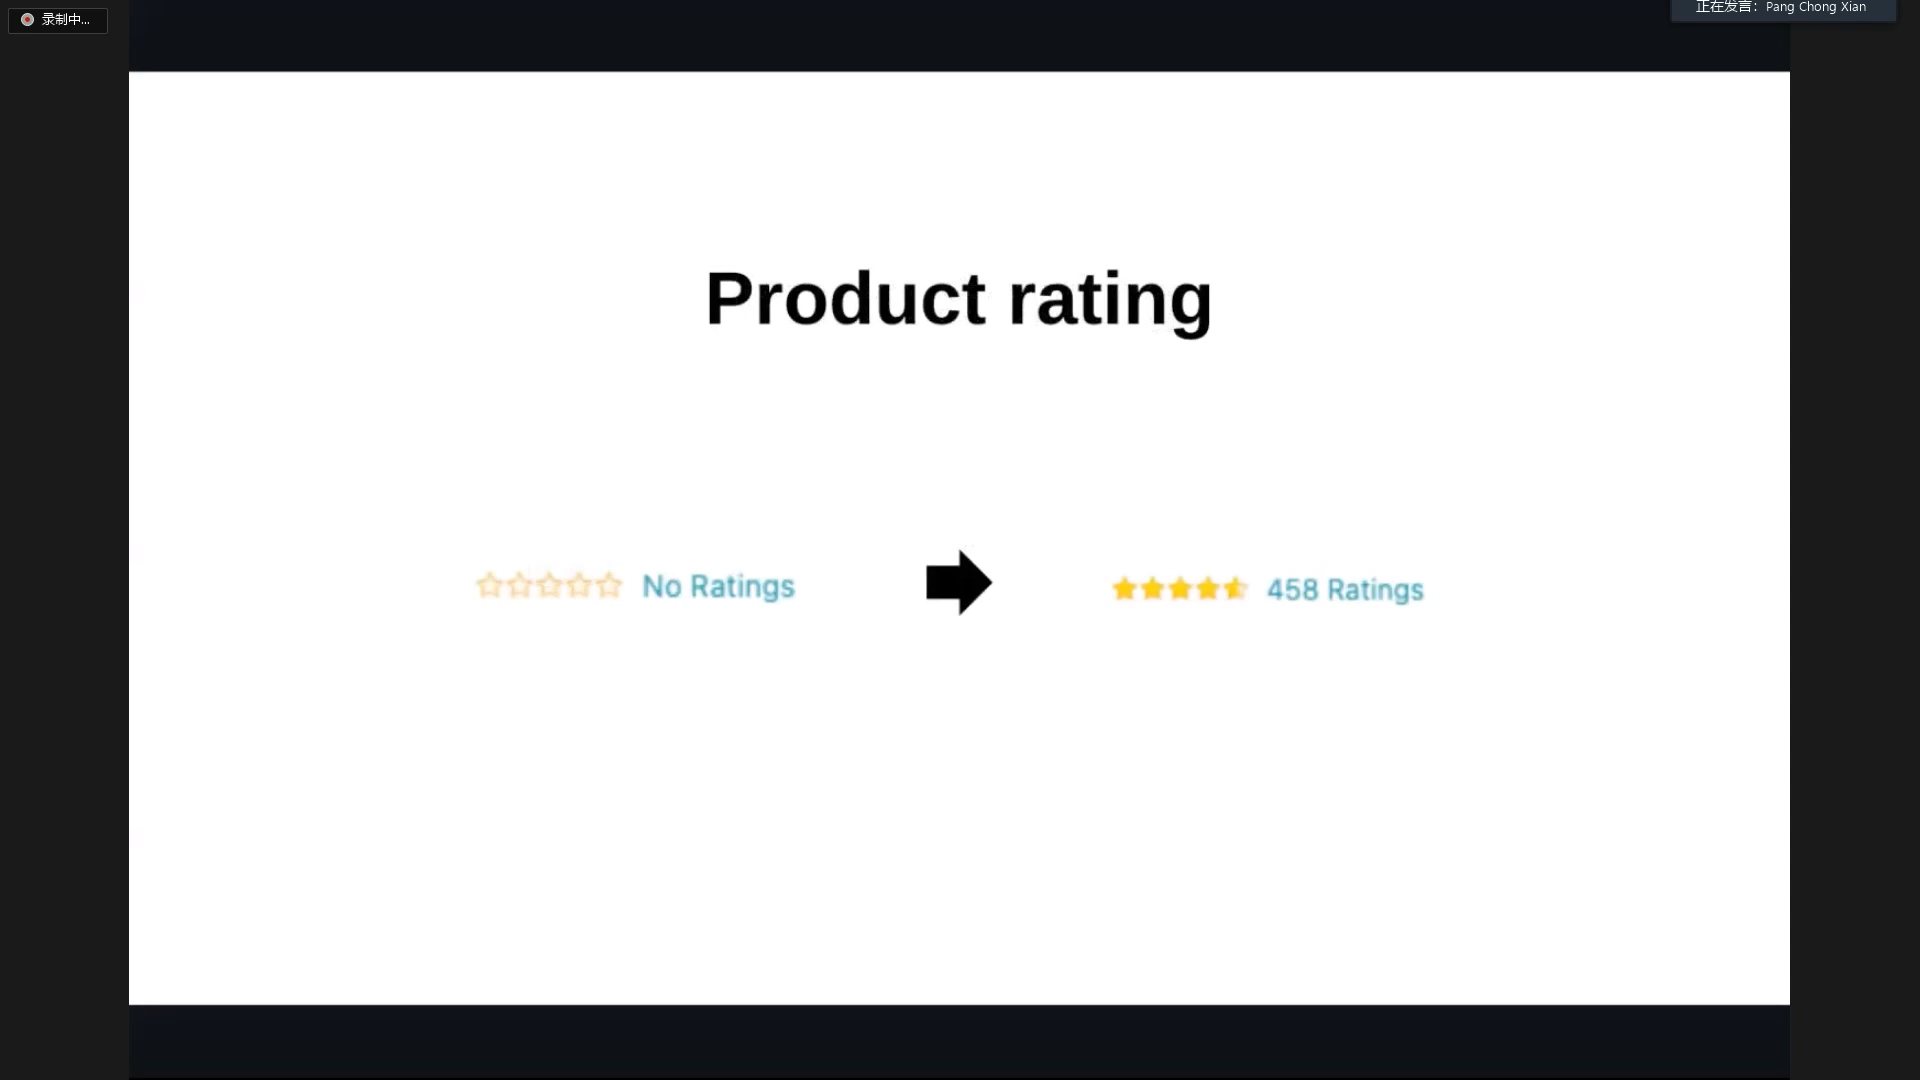 录制中...
正在发言: Pang Chong Xian
Product rating
No Ratings
458 Ratings